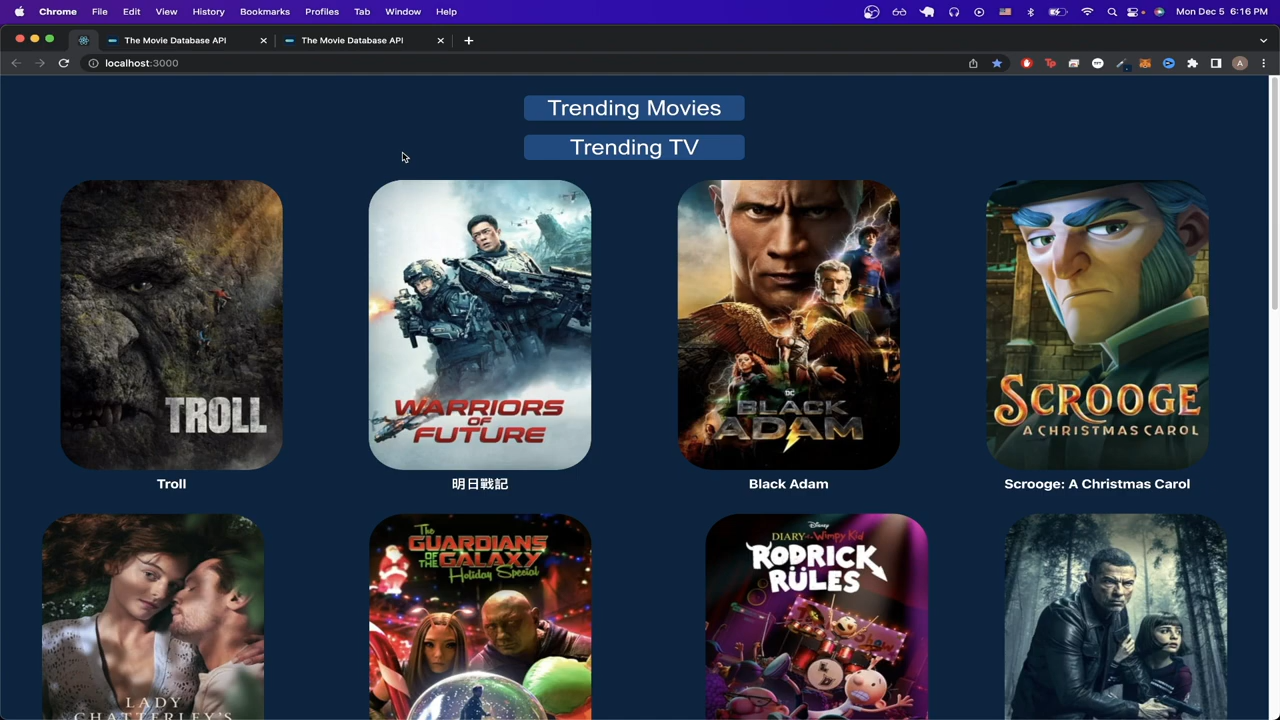 Chrome File Edit View History Bookmarks Profiles Tab Window Help Mon Dec 5 6:16 PM
The Movie Database API The Movie Database API
localhost:3000
Trending Movies
Trending TV
TROLL
WARRIORS
OF
FUTURE
DC
BLACK
ADAM
SCROOGE
A CHRISTMAS CAROL
Troll
明日戰記
Black Adam
Scrooge: A Christmas Carol
LADY
CHATTERLEY'S
The
GUARDIANS
OF THE GALAXY
Holiday Special
Disney
DIARY of a Wimpy Kid
RODRICK
RULES